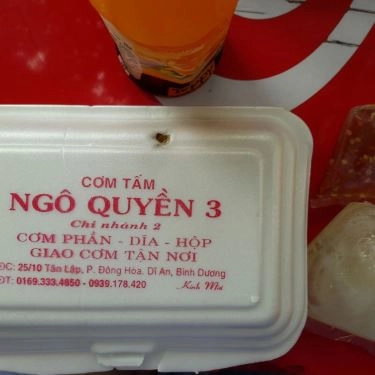 CƠM TẤM
NGÔ QUYỀN 3
Chi nhánh 2
CƠM PHẦN - DĨA - HỘP
GIAO CƠM TẬN NƠI
ĐC: 25/10 Tân Lập, P. Đông Hòa, Dĩ An, Bình Dương
ĐT: 0169.333.4650 - 0939.178.420
Kính Mời